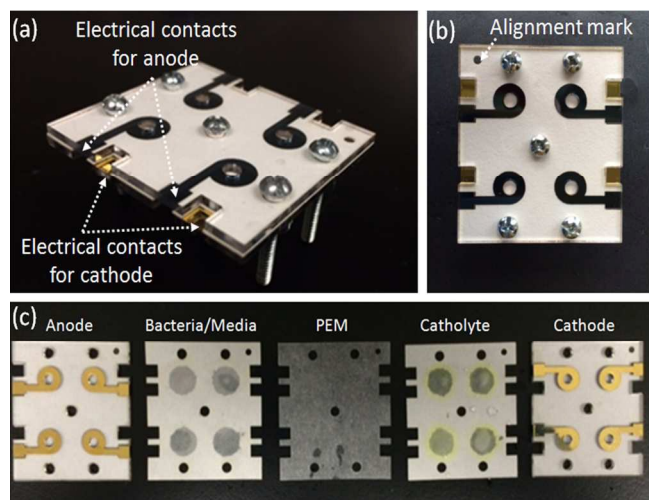 (a)
Electrical contacts
for anode
Electrical contacts
for cathode
(b)
Alignment mark
(c)
Anode
Bacteria/Media
PEM
Catholyte
Cathode